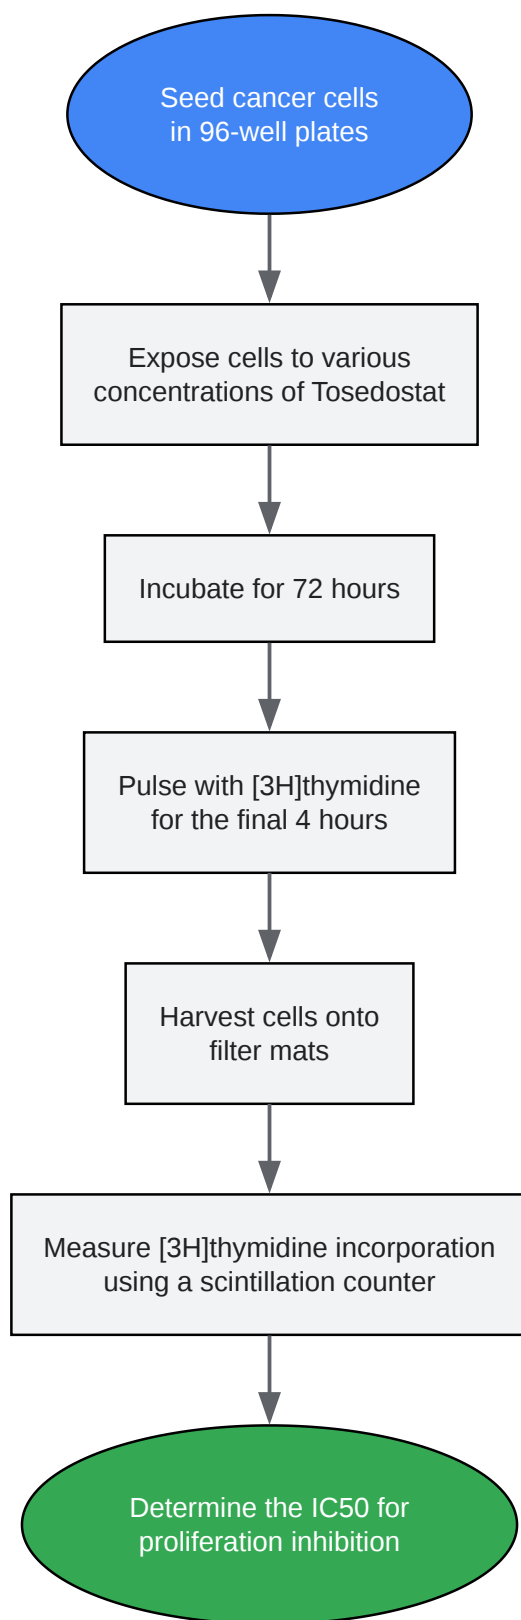 Seed cancer cells
in 96-well plates
Expose cells to various
concentrations of Tosedostat
Incubate for 72 hours
Pulse with [3H]thymidine
for the final 4 hours
Harvest cells onto
filter mats
Measure [3H]thymidine incorporation
using a scintillation counter
Determine the IC50 for
proliferation inhibition